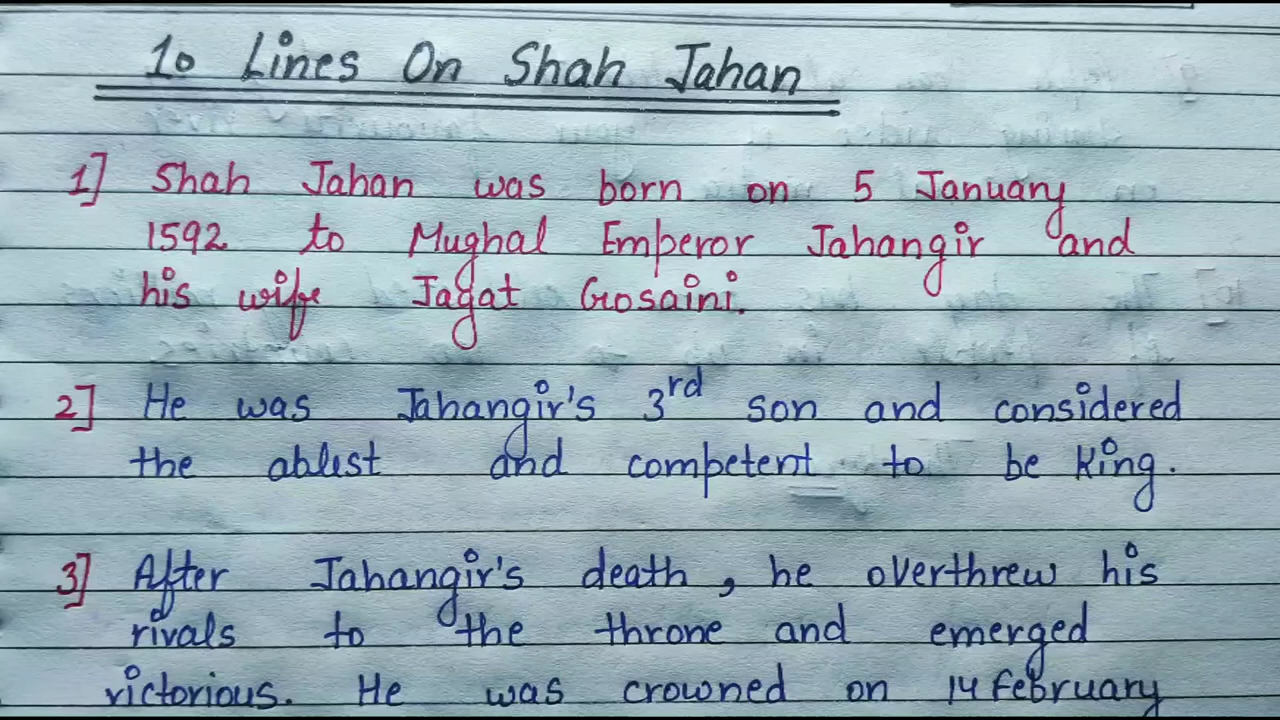 10 Lines On Shah Jahan
1] Shah Jahan was born on 5 January
1592 to Mughal Emperor Jahangir and
his wife Jagat Gosaini.
2] He was Jahangir's 3rd son and considered
the ablest and competent to be King.
3] After Jahangir's death, he overthrew his
rivals to the throne and emerged
victorious. He was crowned on 14 February